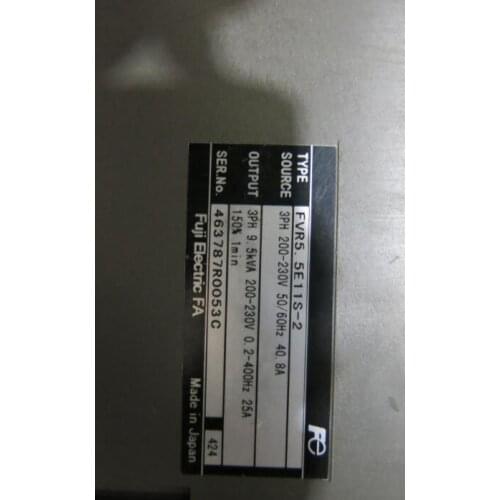 TYPE FVR5.5E11S-2
SOURCE 3PH 200-230V 50/60Hz 40.8A
OUTPUT 3PH 9.5kVA 200-230V 0.2-400Hz 25A
150% 1min
SER.No. 463787R0053C 424
Fuji Electric FA Made in Japan
Fe